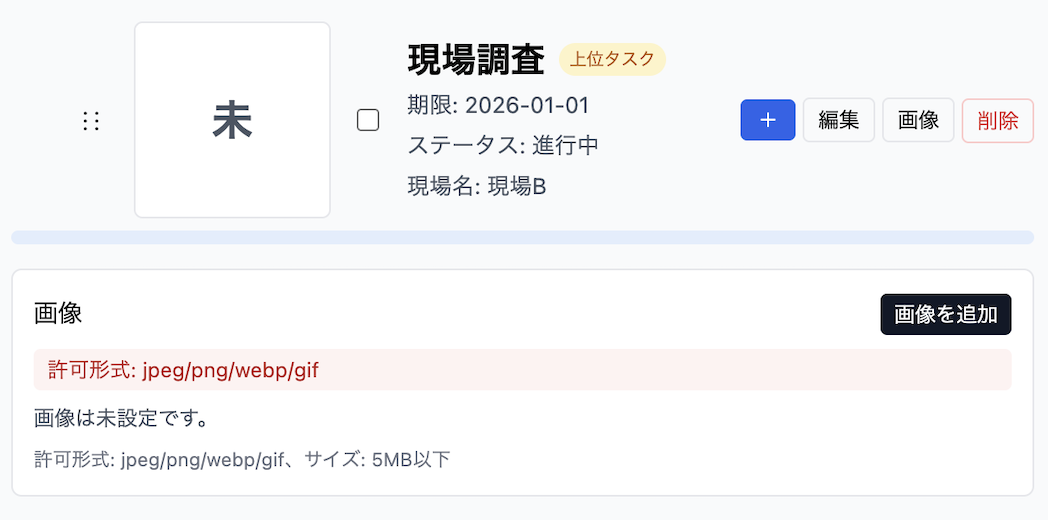 未
現場調査 上位タスク
期限: 2026-01-01
ステータス: 進行中
現場名: 現場B
+ 編集 画像 削除
画像 画像を追加
許可形式: jpeg/png/webp/gif
画像は未設定です。
許可形式: jpeg/png/webp/gif、サイズ: 5MB以下